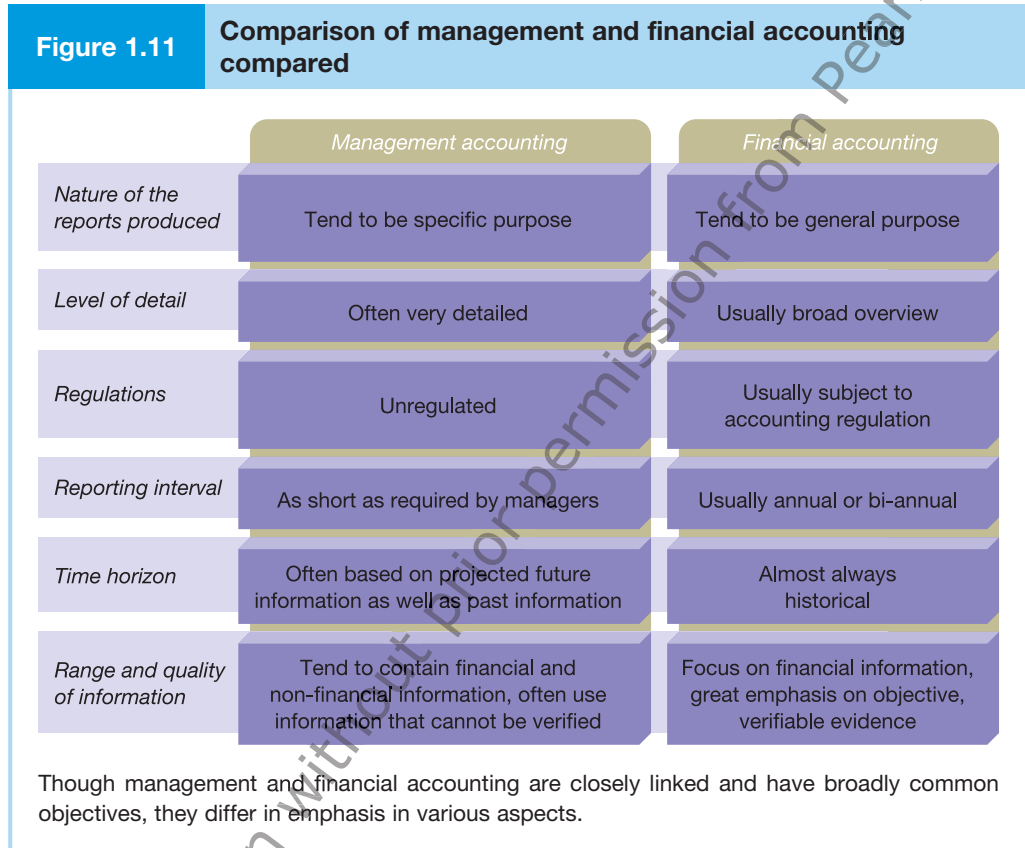 Figure 1.11
Comparison of management and financial accounting
compared
Management accounting
Financial accounting
Nature of the
reports produced
Tend to be specific purpose
Tend to be general purpose
Level of detail
Often very detailed
Usually broad overview
Regulations
Unregulated
Usually subject to
accounting regulation
Reporting interval
As short as required by managers
Usually annual or bi-annual
Time horizon
Often based on projected future
information as well as past information
Almost always
historical
Range and quality
of information
Tend to contain financial and
non-financial information, often use
information that cannot be verified
Focus on financial information,
great emphasis on objective,
verifiable evidence
Though management and financial accounting are closely linked and have broadly common
objectives, they differ in emphasis in various aspects.
without prior permission from